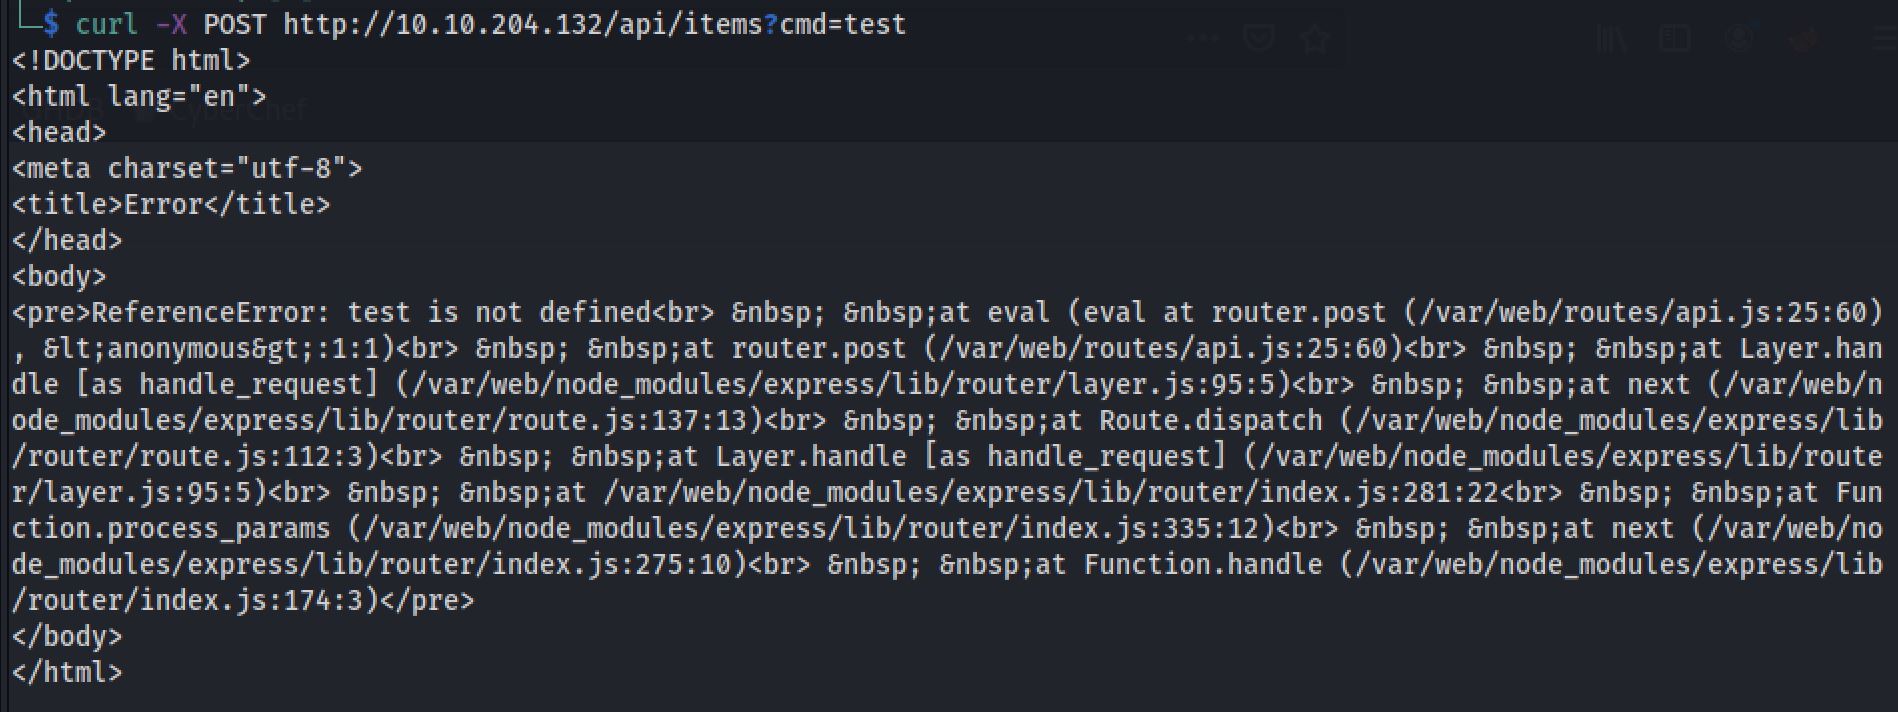 └─$ curl -X POST http://10.10.204.132/api/items?cmd=test
<!DOCTYPE html>
<html lang="en">
CyberChef
<head>
<meta charset="utf-8">
<title>Error</title>
</head>
<body>
<pre>ReferenceError: test is not defined<br> &nbsp; &nbsp;at eval (eval at router.post (/var/web/routes/api.js:25:60)
, &lt;anonymous&gt;:1:1)<br> &nbsp; &nbsp;at router.post (/var/web/routes/api.js:25:60)<br> &nbsp; &nbsp;at Layer.han
dle [as handle_request] (/var/web/node_modules/express/lib/router/layer.js:95:5)<br> &nbsp; &nbsp;at next (/var/web/n
ode_modules/express/lib/router/route.js:137:13)<br> &nbsp; &nbsp;at Route.dispatch (/var/web/node_modules/express/lib
/router/route.js:112:3)<br> &nbsp; &nbsp;at Layer.handle [as handle_request] (/var/web/node_modules/express/lib/route
r/layer.js:95:5)<br> &nbsp; &nbsp;at /var/web/node_modules/express/lib/router/index.js:281:22<br> &nbsp; &nbsp;at Fun
ction.process_params (/var/web/node_modules/express/lib/router/index.js:335:12)<br> &nbsp; &nbsp;at next (/var/web/no
de_modules/express/lib/router/index.js:275:10)<br> &nbsp; &nbsp;at Function.handle (/var/web/node_modules/express/lib
/router/index.js:174:3)</pre>
</body>
</html>